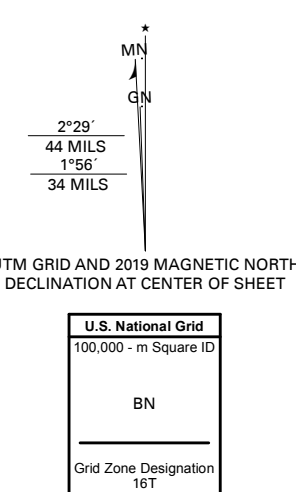 ★
MN
GN
2°29´
44 MILS
1°56´
34 MILS
UTM GRID AND 2019 MAGNETIC NORTH
DECLINATION AT CENTER OF SHEET
U.S. National Grid
100,000 - m Square ID
BN
Grid Zone Designation
16T